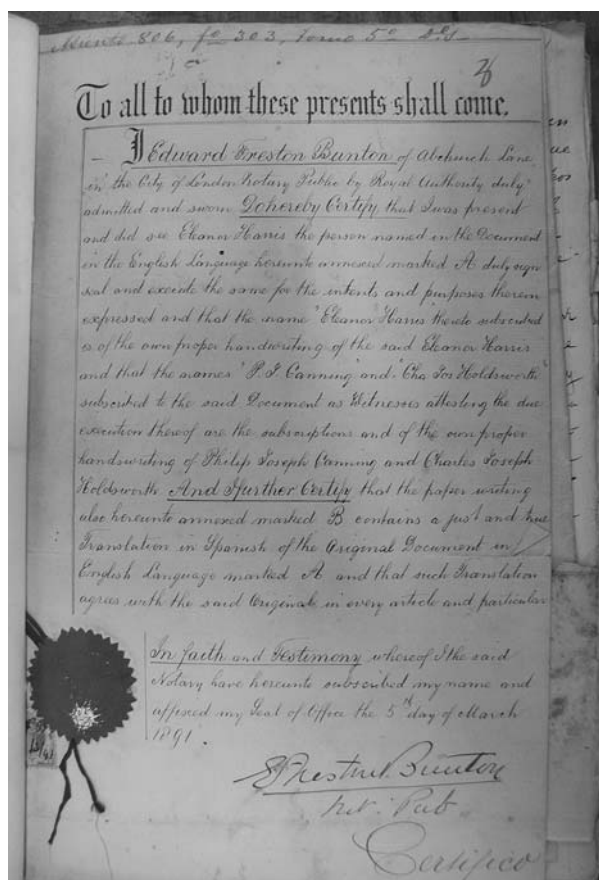 Asiento 806, fo 303, Tomo 5o
To all to whom these presents shall come.
I Edward Freston Bunton of Abchurch Lane
in the City of London Notary Public by Royal Authority duly
admitted and sworn Do hereby Certify that I was present
and did see Eleanor Harris the person named in the Document
in the English Language hereunto annexed marked A duly sign
seal and execute the same for the intents and purposes therein
expressed and that the name "Eleanor Harris" thereto subscribed
is of the own proper handwriting of the said Eleanor Harris
and that the names "P. J. Canning" and "Chas Jos Holdsworth"
subscribed to the said Document as Witnesses attesting the due
execution thereof are the subscriptions and of the own proper
handwriting of Philip Joseph Canning and Charles Joseph
Holdsworth And I further Certify that the paper writing
also hereunto annexed marked B contains a just and true
Translation in Spanish of the Original Document in
English Language marked A and that such Translation
agrees with the said Original in every article and particular
In faith and Testimony whereof I the said
Notary have hereunto subscribed my name and
affixed my Seal of Office the 5th day of March
1891
E Freston Bunton
Not. Pub.
Certifico